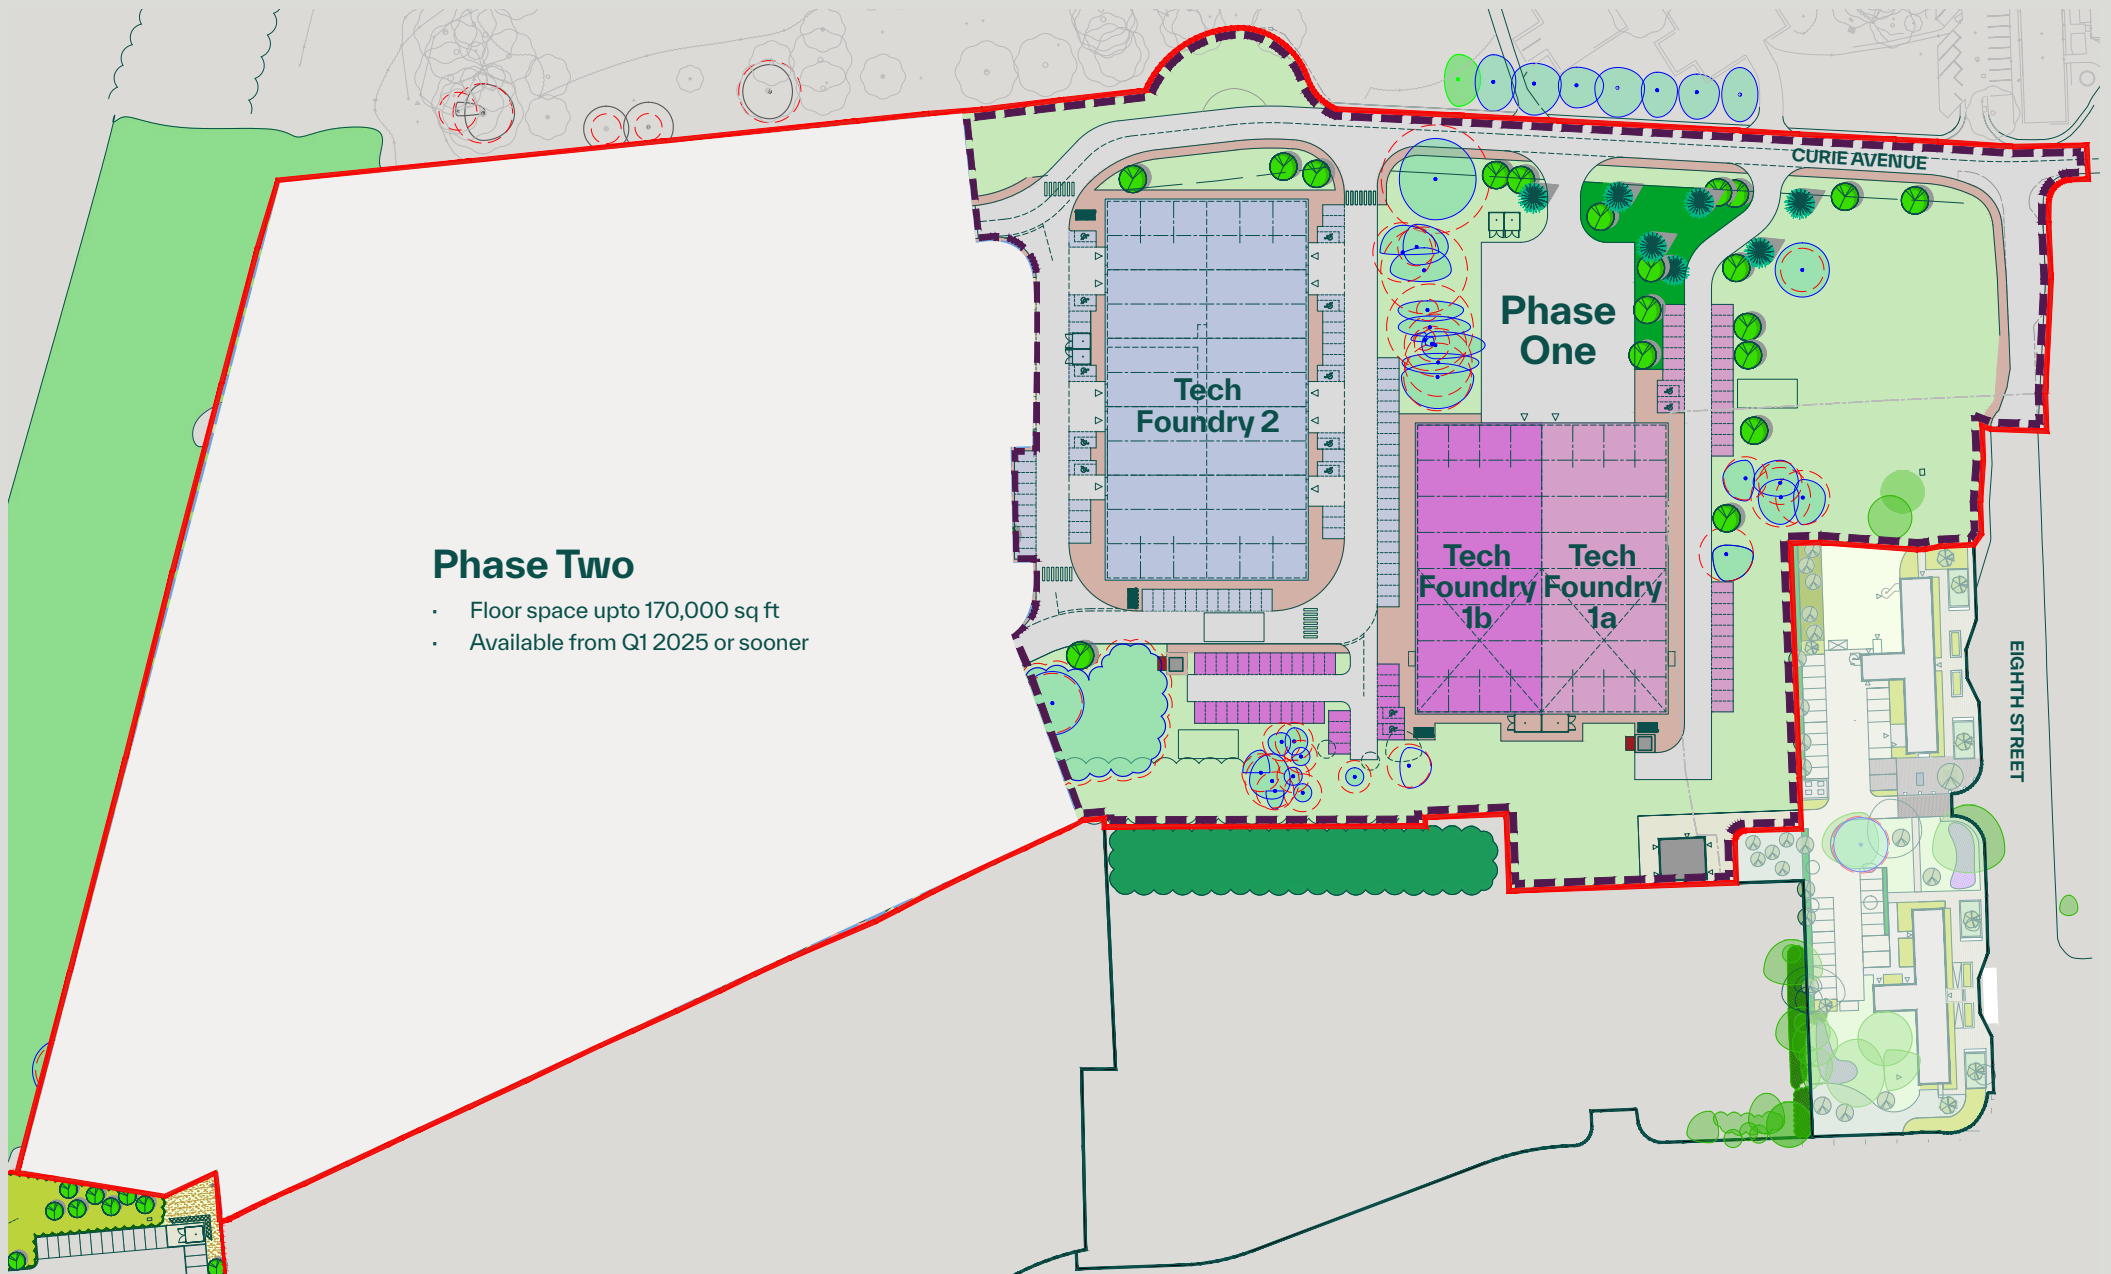 CURIE AVENUE
Phase
One
Tech
Foundry 2
Tech
Foundry
1b
Tech
Foundry
1a
Phase Two
· Floor space upto 170,000 sq ft
· Available from Q1 2025 or sooner
EIGHTH STREET